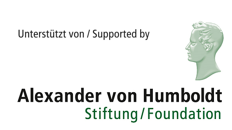 Unterstützt von / Supported by
Alexander von Humboldt
Stiftung/Foundation